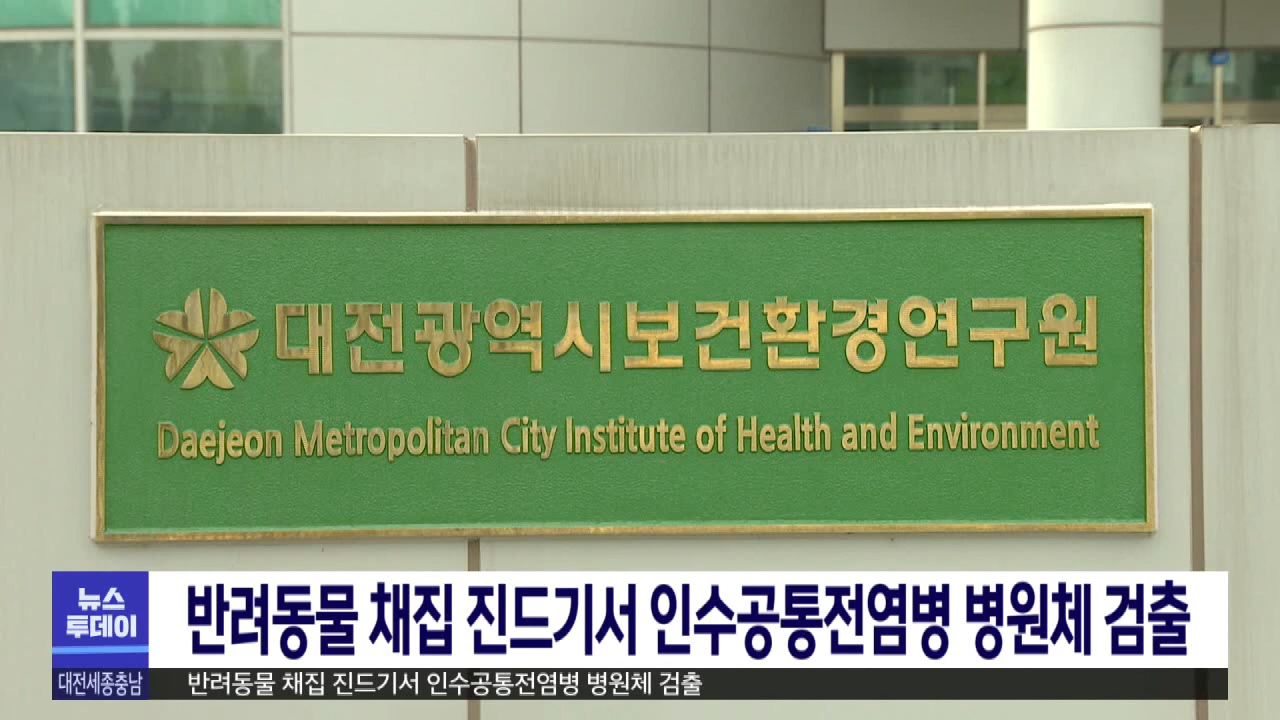 대전광역시보건환경연구원
Daejeon Metropolitan City Institute of Health and Environment
뉴스
투데이
반려동물 채집 진드기서 인수공통전염병 병원체 검출
대전세종충남
반려동물 채집 진드기서 인수공통전염병 병원체 검출